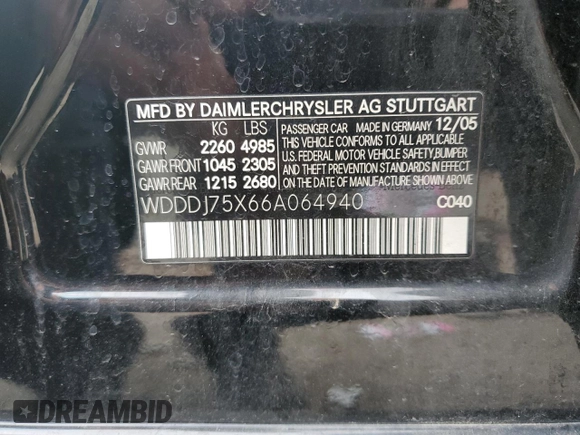 MFD BY DAIMLERCHRYSLER AG STUTTGART
KG LBS
GVWR 2260 4985
GAWR FRONT 1045 2305
GAWR REAR 1215 2680
PASSENGER CAR MADE IN GERMANY 12/05
THIS VEHICLE CONFORMS TO ALL APPLICABLE
U.S. FEDERAL MOTOR VEHICLE SAFETY, BUMPER
AND THEFT PREVENTION STANDARDS IN EFFECT
ON THE DATE OF MANUFACTURE SHOWN ABOVE.
WDDDJ75X66A064940
C040
DREAMBID